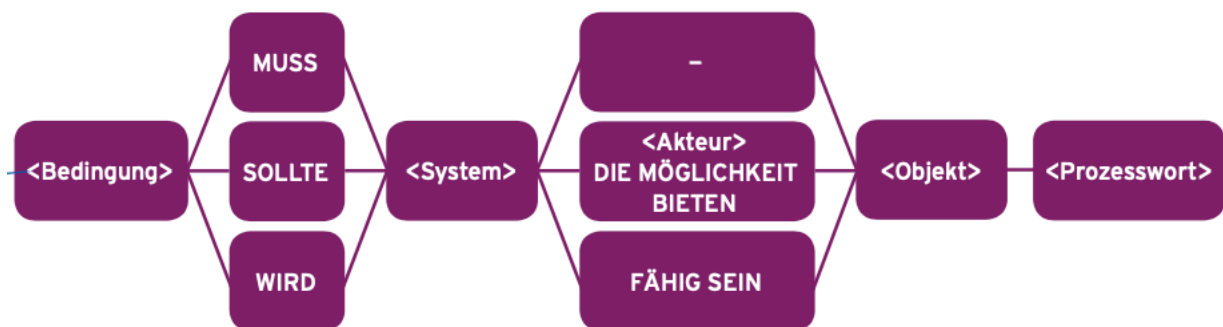 <Bedingung>
MUSS
SOLLTE
WIRD
<System>
–
<Akteur>
DIE MÖGLICHKEIT
BIETEN
FÄHIG SEIN
<Objekt>
<Prozesswort>